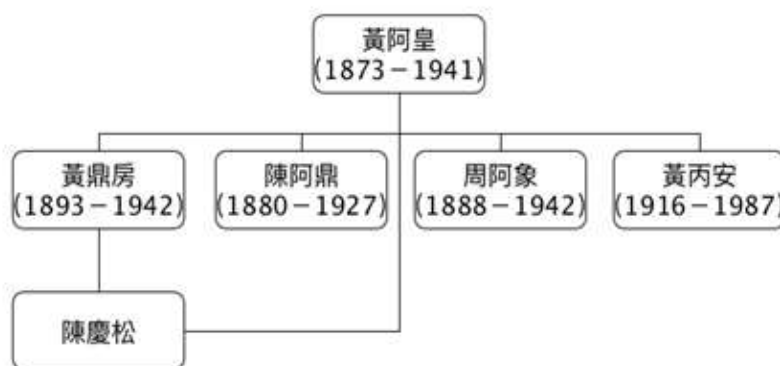 黃阿皇
(1873－1941)
黃鼎房
(1893－1942)
陳阿鼎
(1880－1927)
周阿象
(1888－1942)
黃丙安
(1916－1987)
陳慶松